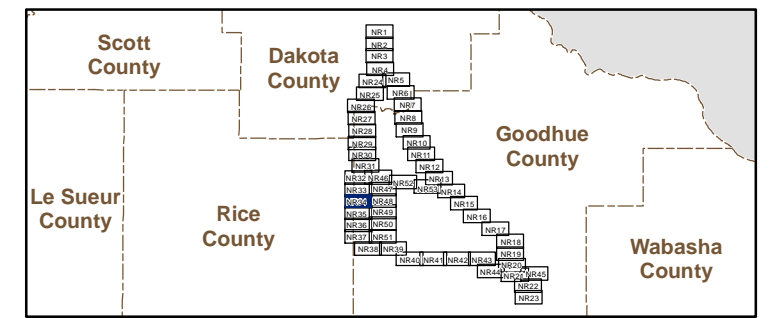 Scott
County
Dakota
County
Goodhue
County
Le Sueur
County
Rice
County
Wabasha
County
NR1
NR2
NR3
NR4
NR24
NR5
NR25
NR6
NR26
NR7
NR27
NR8
NR28
NR9
NR29
NR10
NR30
NR11
NR31
NR12
NR32
NR46
NR52
NR13
NR33
NR47
NR53
NR14
NR34
NR48
NR15
NR35
NR49
NR16
NR36
NR50
NR17
NR37
NR51
NR18
NR38
NR39
NR19
NR40
NR41
NR42
NR43
NR20
NR44
NR21
NR45
NR22
NR23